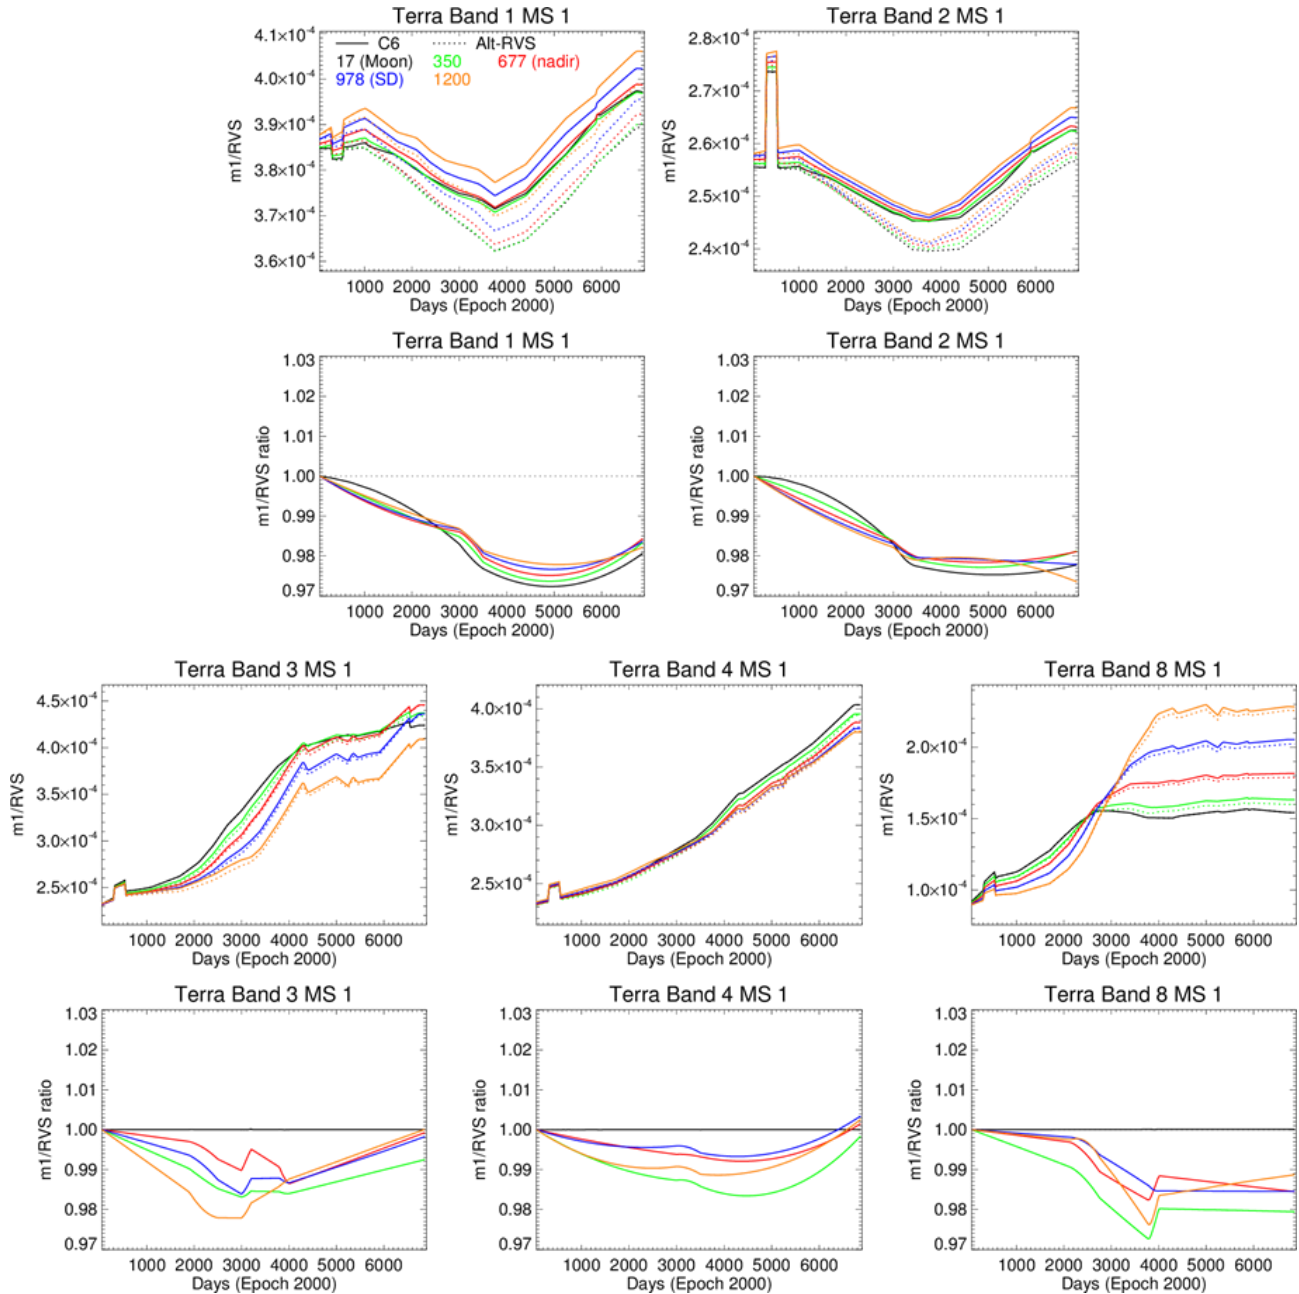 Terra Band 1 MS 1
4.1×10⁻⁴
4.0×10⁻⁴
3.9×10⁻⁴
3.8×10⁻⁴
3.7×10⁻⁴
3.6×10⁻⁴
m1/RVS
C6 Alt-RVS
17 (Moon) 350 677 (nadir)
978 (SD) 1200
1000 2000 3000 4000 5000 6000
Days (Epoch 2000)
Terra Band 2 MS 1
2.8×10⁻⁴
2.7×10⁻⁴
2.6×10⁻⁴
2.5×10⁻⁴
2.4×10⁻⁴
m1/RVS
1000 2000 3000 4000 5000 6000
Days (Epoch 2000)
Terra Band 1 MS 1
1.03
1.02
1.01
1.00
0.99
0.98
0.97
m1/RVS ratio
1000 2000 3000 4000 5000 6000
Days (Epoch 2000)
Terra Band 2 MS 1
1.03
1.02
1.01
1.00
0.99
0.98
0.97
m1/RVS ratio
1000 2000 3000 4000 5000 6000
Days (Epoch 2000)
Terra Band 3 MS 1
4.5×10⁻⁴
4.0×10⁻⁴
3.5×10⁻⁴
3.0×10⁻⁴
2.5×10⁻⁴
m1/RVS
1000 2000 3000 4000 5000 6000
Days (Epoch 2000)
Terra Band 4 MS 1
4.0×10⁻⁴
3.5×10⁻⁴
3.0×10⁻⁴
2.5×10⁻⁴
m1/RVS
1000 2000 3000 4000 5000 6000
Days (Epoch 2000)
Terra Band 8 MS 1
2.0×10⁻⁴
1.5×10⁻⁴
1.0×10⁻⁴
m1/RVS
1000 2000 3000 4000 5000 6000
Days (Epoch 2000)
Terra Band 3 MS 1
1.03
1.02
1.01
1.00
0.99
0.98
0.97
m1/RVS ratio
1000 2000 3000 4000 5000 6000
Days (Epoch 2000)
Terra Band 4 MS 1
1.03
1.02
1.01
1.00
0.99
0.98
0.97
m1/RVS ratio
1000 2000 3000 4000 5000 6000
Days (Epoch 2000)
Terra Band 8 MS 1
1.03
1.02
1.01
1.00
0.99
0.98
0.97
m1/RVS ratio
1000 2000 3000 4000 5000 6000
Days (Epoch 2000)